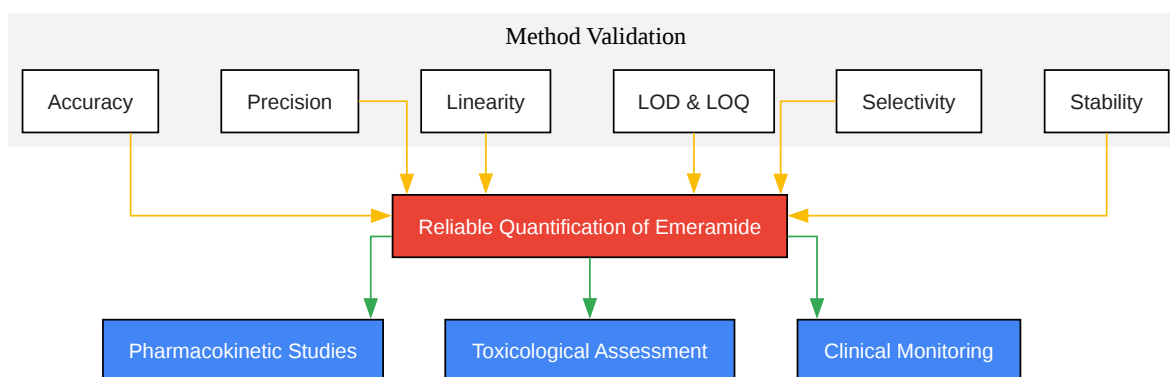 Method Validation
Accuracy
Precision
Linearity
LOD & LOQ
Selectivity
Stability
Reliable Quantification of Emeramide
Pharmacokinetic Studies
Toxicological Assessment
Clinical Monitoring